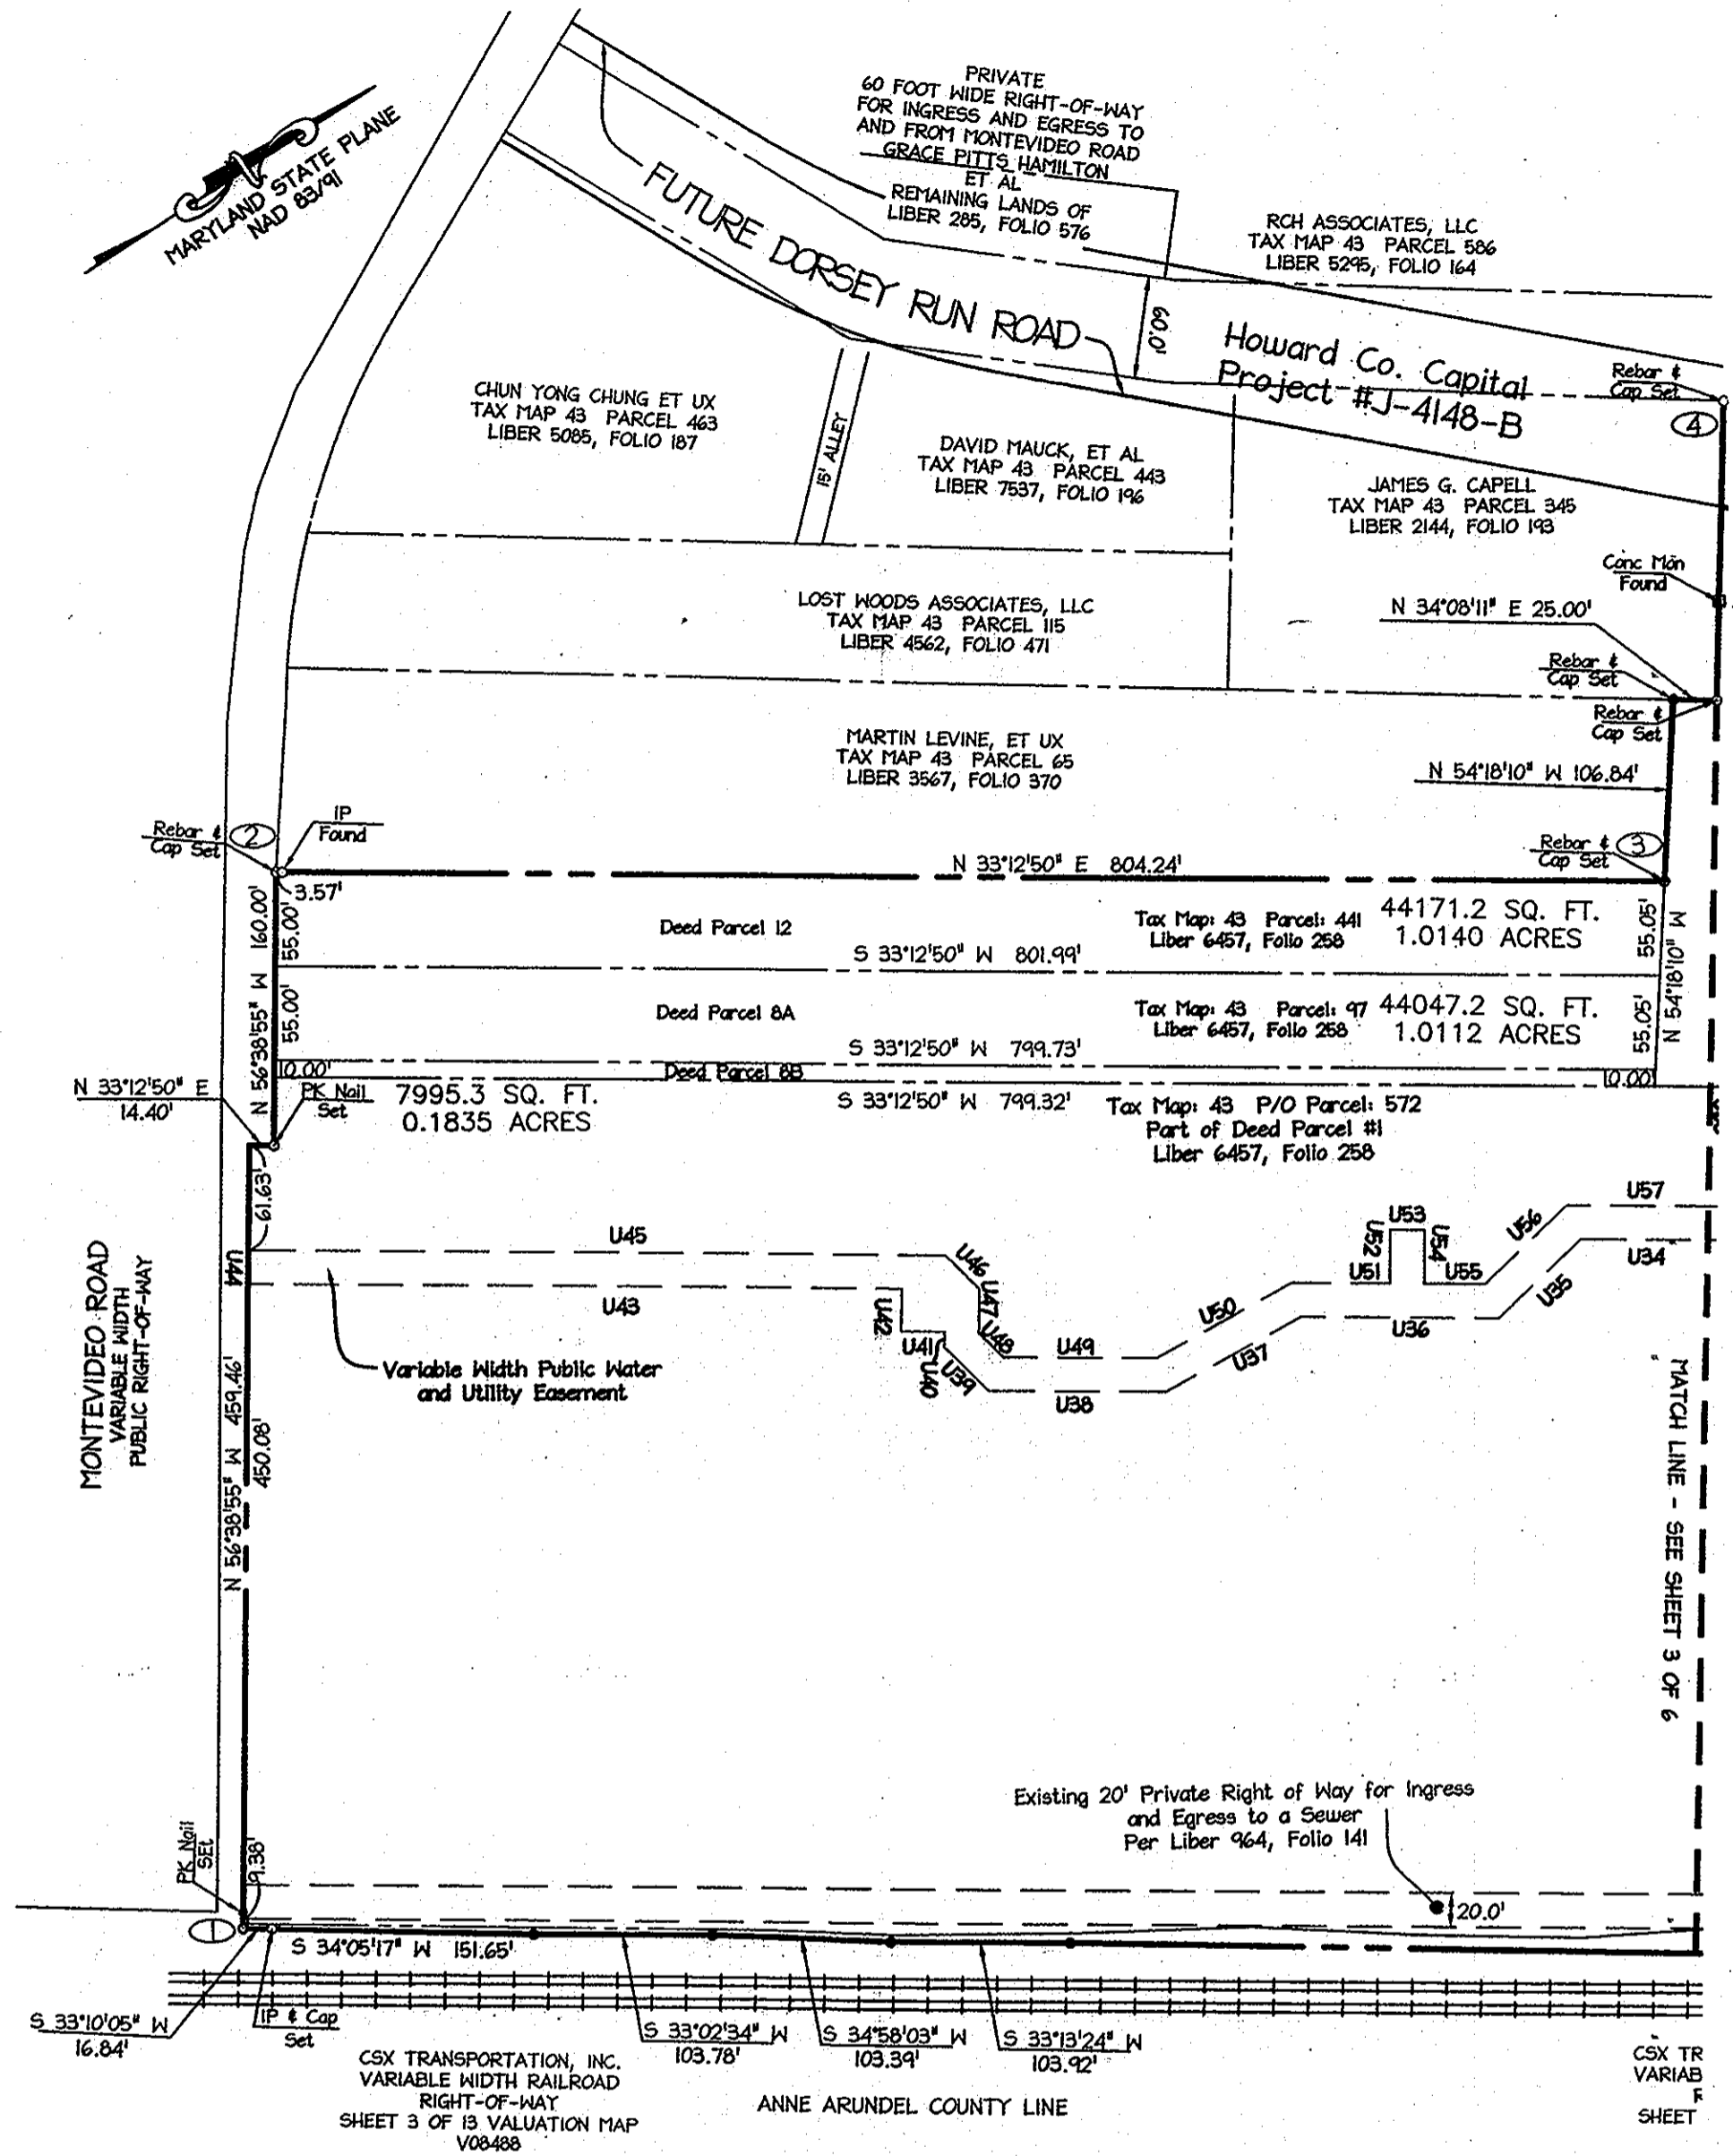 MARYLAND STATE PLANE
NAD 83/91
PRIVATE
60 FOOT WIDE RIGHT-OF-WAY
FOR INGRESS AND EGRESS TO
AND FROM MONTEVIDEO ROAD
GRACE PITTS HAMILTON
ET AL
REMAINING LANDS OF
LIBER 285, FOLIO 576
RCH ASSOCIATES, LLC
TAX MAP 43 PARCEL 586
LIBER 5295, FOLIO 164
FUTURE DORSEY RUN ROAD
60.0'
Howard Co. Capital
Project #J-4148-B
Rebar &
Cap Set
4
CHUN YONG CHUNG ET UX
TAX MAP 43 PARCEL 463
LIBER 5085, FOLIO 187
15' ALLEY
DAVID MAUCK, ET AL
TAX MAP 43 PARCEL 443
LIBER 7537, FOLIO 196
JAMES G. CAPELL
TAX MAP 43 PARCEL 345
LIBER 2144, FOLIO 193
Conc Mon
Found
N 34°08'11" E 25.00'
LOST WOODS ASSOCIATES, LLC
TAX MAP 43 PARCEL 115
LIBER 4562, FOLIO 471
Rebar &
Cap Set
Rebar &
Cap Set
MARTIN LEVINE, ET UX
TAX MAP 43 PARCEL 65
LIBER 3567, FOLIO 370
N 54°18'10" W 106.84'
Rebar &
Cap Set
2
IP
Found
Rebar &
Cap Set
3
N 33°12'50" E 804.24'
3.57'
N 56°38'55" W 160.00'
55.00'
Deed Parcel 12
Tax Map: 43 Parcel: 441
Liber 6457, Folio 258
44171.2 SQ. FT.
1.0140 ACRES
55.05'
N 54°18'10" W
S 33°12'50" W 801.99'
55.00'
Deed Parcel 8A
Tax Map: 43 Parcel: 97
Liber 6457, Folio 258
44047.2 SQ. FT.
1.0112 ACRES
55.05'
S 33°12'50" W 799.73'
10.00'
Deed Parcel 8B
10.00'
N 33°12'50" E
14.40'
PK Nail
Set
7995.3 SQ. FT.
0.1835 ACRES
S 33°12'50" W 799.32'
Tax Map: 43 P/O Parcel: 572
Part of Deed Parcel #1
Liber 6457, Folio 258
61.63'
U57
U53
U56
U52
U54
U45
U46
U51
U55
U34
U44
U43
U47
U50
U35
U42
U36
U41
U48
U49
U37
U40
U39
U38
Variable Width Public Water
and Utility Easement
MONTEVIDEO ROAD
VARIABLE WIDTH
PUBLIC RIGHT-OF-WAY
N 56°38'55" W 459.46'
450.08'
MATCH LINE - SEE SHEET 3 OF 6
Existing 20' Private Right of Way for Ingress
and Egress to a Sewer
Per Liber 964, Folio 141
PK Nail
SEt
9.38'
20.0'
1
S 34°05'17" W 151.65'
S 33°10'05" W
16.84'
IP & Cap
Set
S 33°02'34" W
103.78'
S 34°58'03" W
103.39'
S 33°13'24" W
103.92'
CSX TRANSPORTATION, INC.
VARIABLE WIDTH RAILROAD
RIGHT-OF-WAY
SHEET 3 OF 13 VALUATION MAP
V08488
ANNE ARUNDEL COUNTY LINE
CSX TR
VARIAB
SHEET